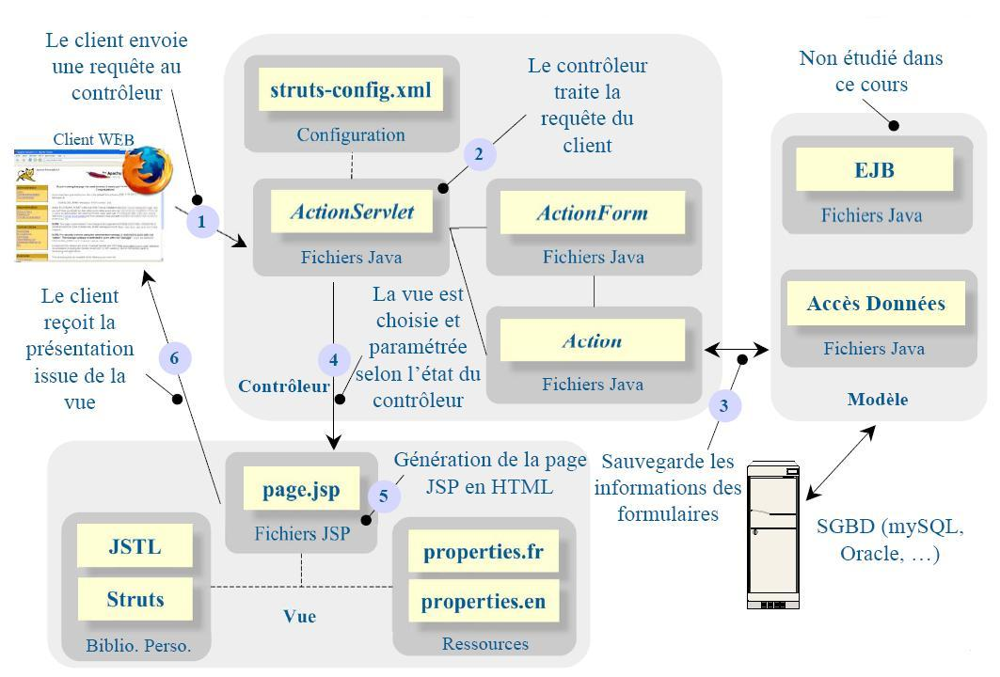 Le client envoie
une requête au
contrôleur
Client WEB
1
struts-config.xml
Configuration
Le contrôleur
traite la
requête du
client
2
ActionServlet
Fichiers Java
ActionForm
Fichiers Java
Action
Fichiers Java
Contrôleur
Non étudié dans
ce cours
EJB
Fichiers Java
Accès Données
Fichiers Java
Modèle
3
Sauvegarde les
informations des
formulaires
SGBD (mySQL,
Oracle, …)
4
La vue est
choisie et
paramétrée
selon l’état du
contrôleur
5
Génération de la page
JSP en HTML
page.jsp
Fichiers JSP
JSTL
Struts
Biblio. Perso.
properties.fr
properties.en
Ressources
Vue
6
Le client
reçoit la
présentation
issue de la
vue